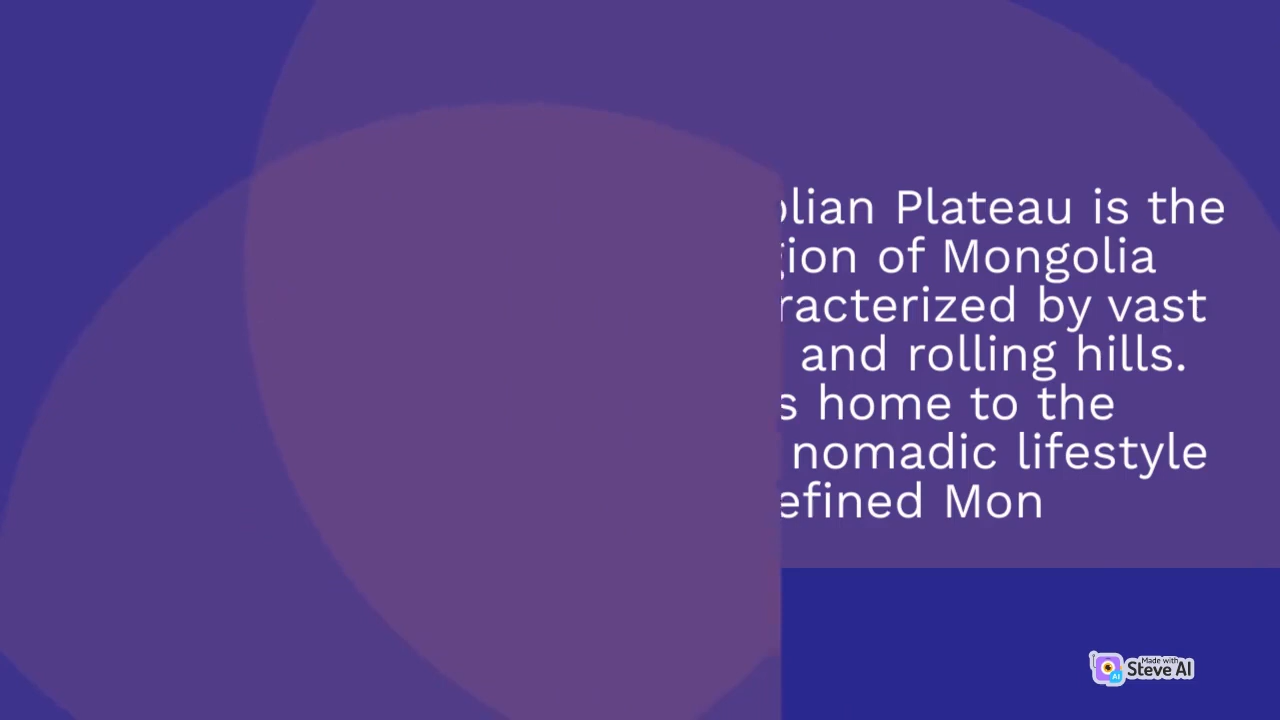 olian Plateau is the
gion of Mongolia
racterized by vast
and rolling hills.
s home to the
nomadic lifestyle
efined Mon
Made with
Steve AI